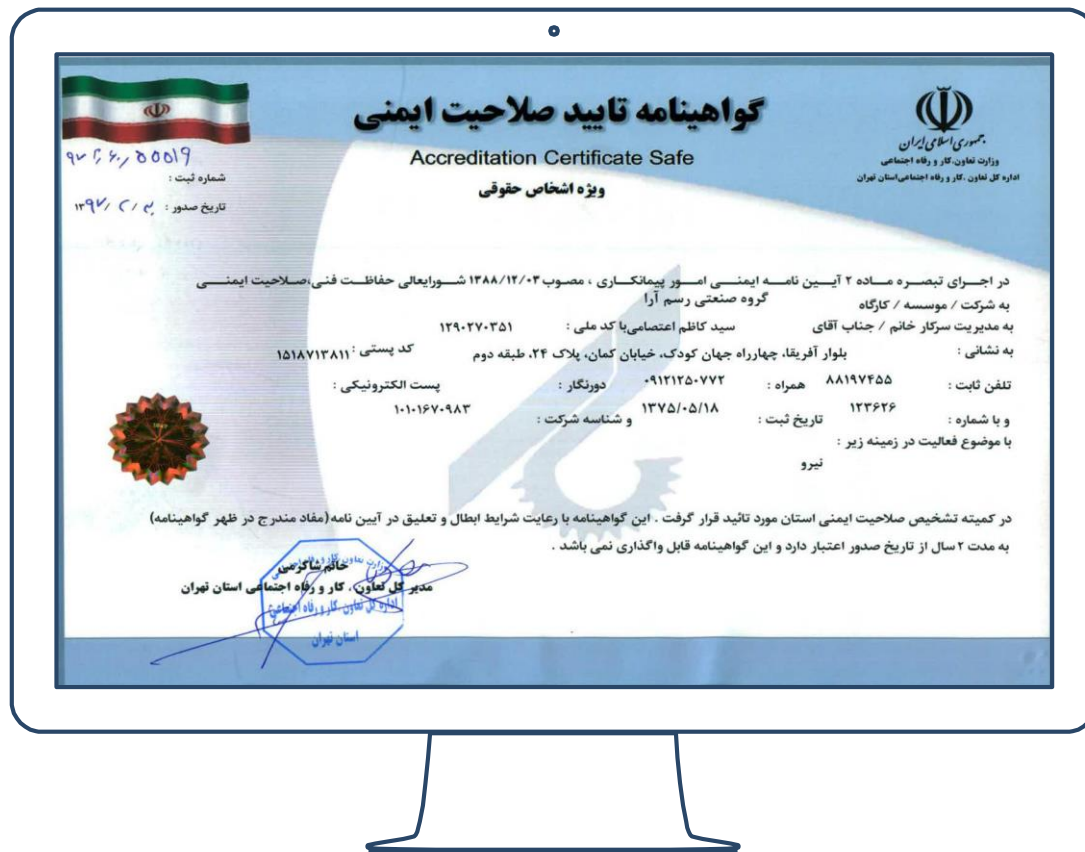 جمهوری اسلامی ایران
وزارت تعاون، کار و رفاه اجتماعی
اداره کل تعاون ، کار و رفاه اجتماعی استان تهران
گواهینامه تایید صلاحیت ایمنی
Accreditation Certificate Safe
ویژه اشخاص حقوقی
شماره ثبت :
تاریخ صدور :
در اجرای تبصره ماده ۲ آیین نامه ایمنی امور پیمانکاری ، مصوب ۱۳۸۸/۱۲/۰۳ شورایعالی حفاظت فنی،صلاحیت ایمنی
به شرکت / موسسه / کارگاه گروه صنعتی رسم آرا
به مدیریت سرکار خانم / جناب آقای سید کاظم اعتصامی با کد ملی : ۱۲۹۰۲۷۰۳۵۱
به نشانی : بلوار آفریقا، چهارراه جهان کودک، خیابان کمان، پلاک ۲۴، طبقه دوم کد پستی : ۱۵۱۸۷۱۳۸۱۱
تلفن ثابت : ۸۸۱۹۷۴۵۵ همراه : ۰۹۱۲۱۲۵۰۷۷۲ دورنگار : پست الکترونیکی :
و با شماره : ۱۲۳۶۲۶ تاریخ ثبت : ۱۳۷۵/۰۵/۱۸ و شناسه شرکت : ۱۰۱۰۱۶۷۰۹۸۳
با موضوع فعالیت در زمینه زیر :
نیرو
در کمیته تشخیص صلاحیت ایمنی استان مورد تائید قرار گرفت . این گواهینامه با رعایت شرایط ابطال و تعلیق در آیین نامه(مفاد مندرج در ظهر گواهینامه)
به مدت ۲ سال از تاریخ صدور اعتبار دارد و این گواهینامه قابل واگذاری نمی باشد .
خانم شاکرمی
مدیر کل تعاون ، کار و رفاه اجتماعی استان تهران
اداره کل تعاون ،کار و رفاه اجتماعی
استان تهران